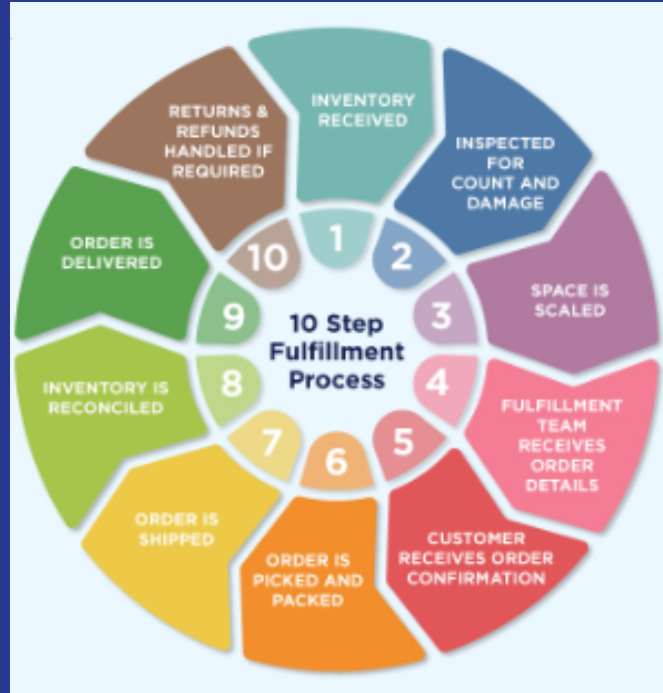 10 Step
Fulfillment
Process
1
INVENTORY
RECEIVED
2
INSPECTED
FOR
COUNT AND
DAMAGE
3
SPACE IS
SCALED
4
FULFILLMENT
TEAM
RECEIVES
ORDER
DETAILS
5
CUSTOMER
RECEIVES ORDER
CONFIRMATION
6
ORDER IS
PICKED AND
PACKED
7
ORDER IS
SHIPPED
8
INVENTORY IS
RECONCILED
9
ORDER IS
DELIVERED
10
RETURNS &
REFUNDS
HANDLED IF
REQUIRED